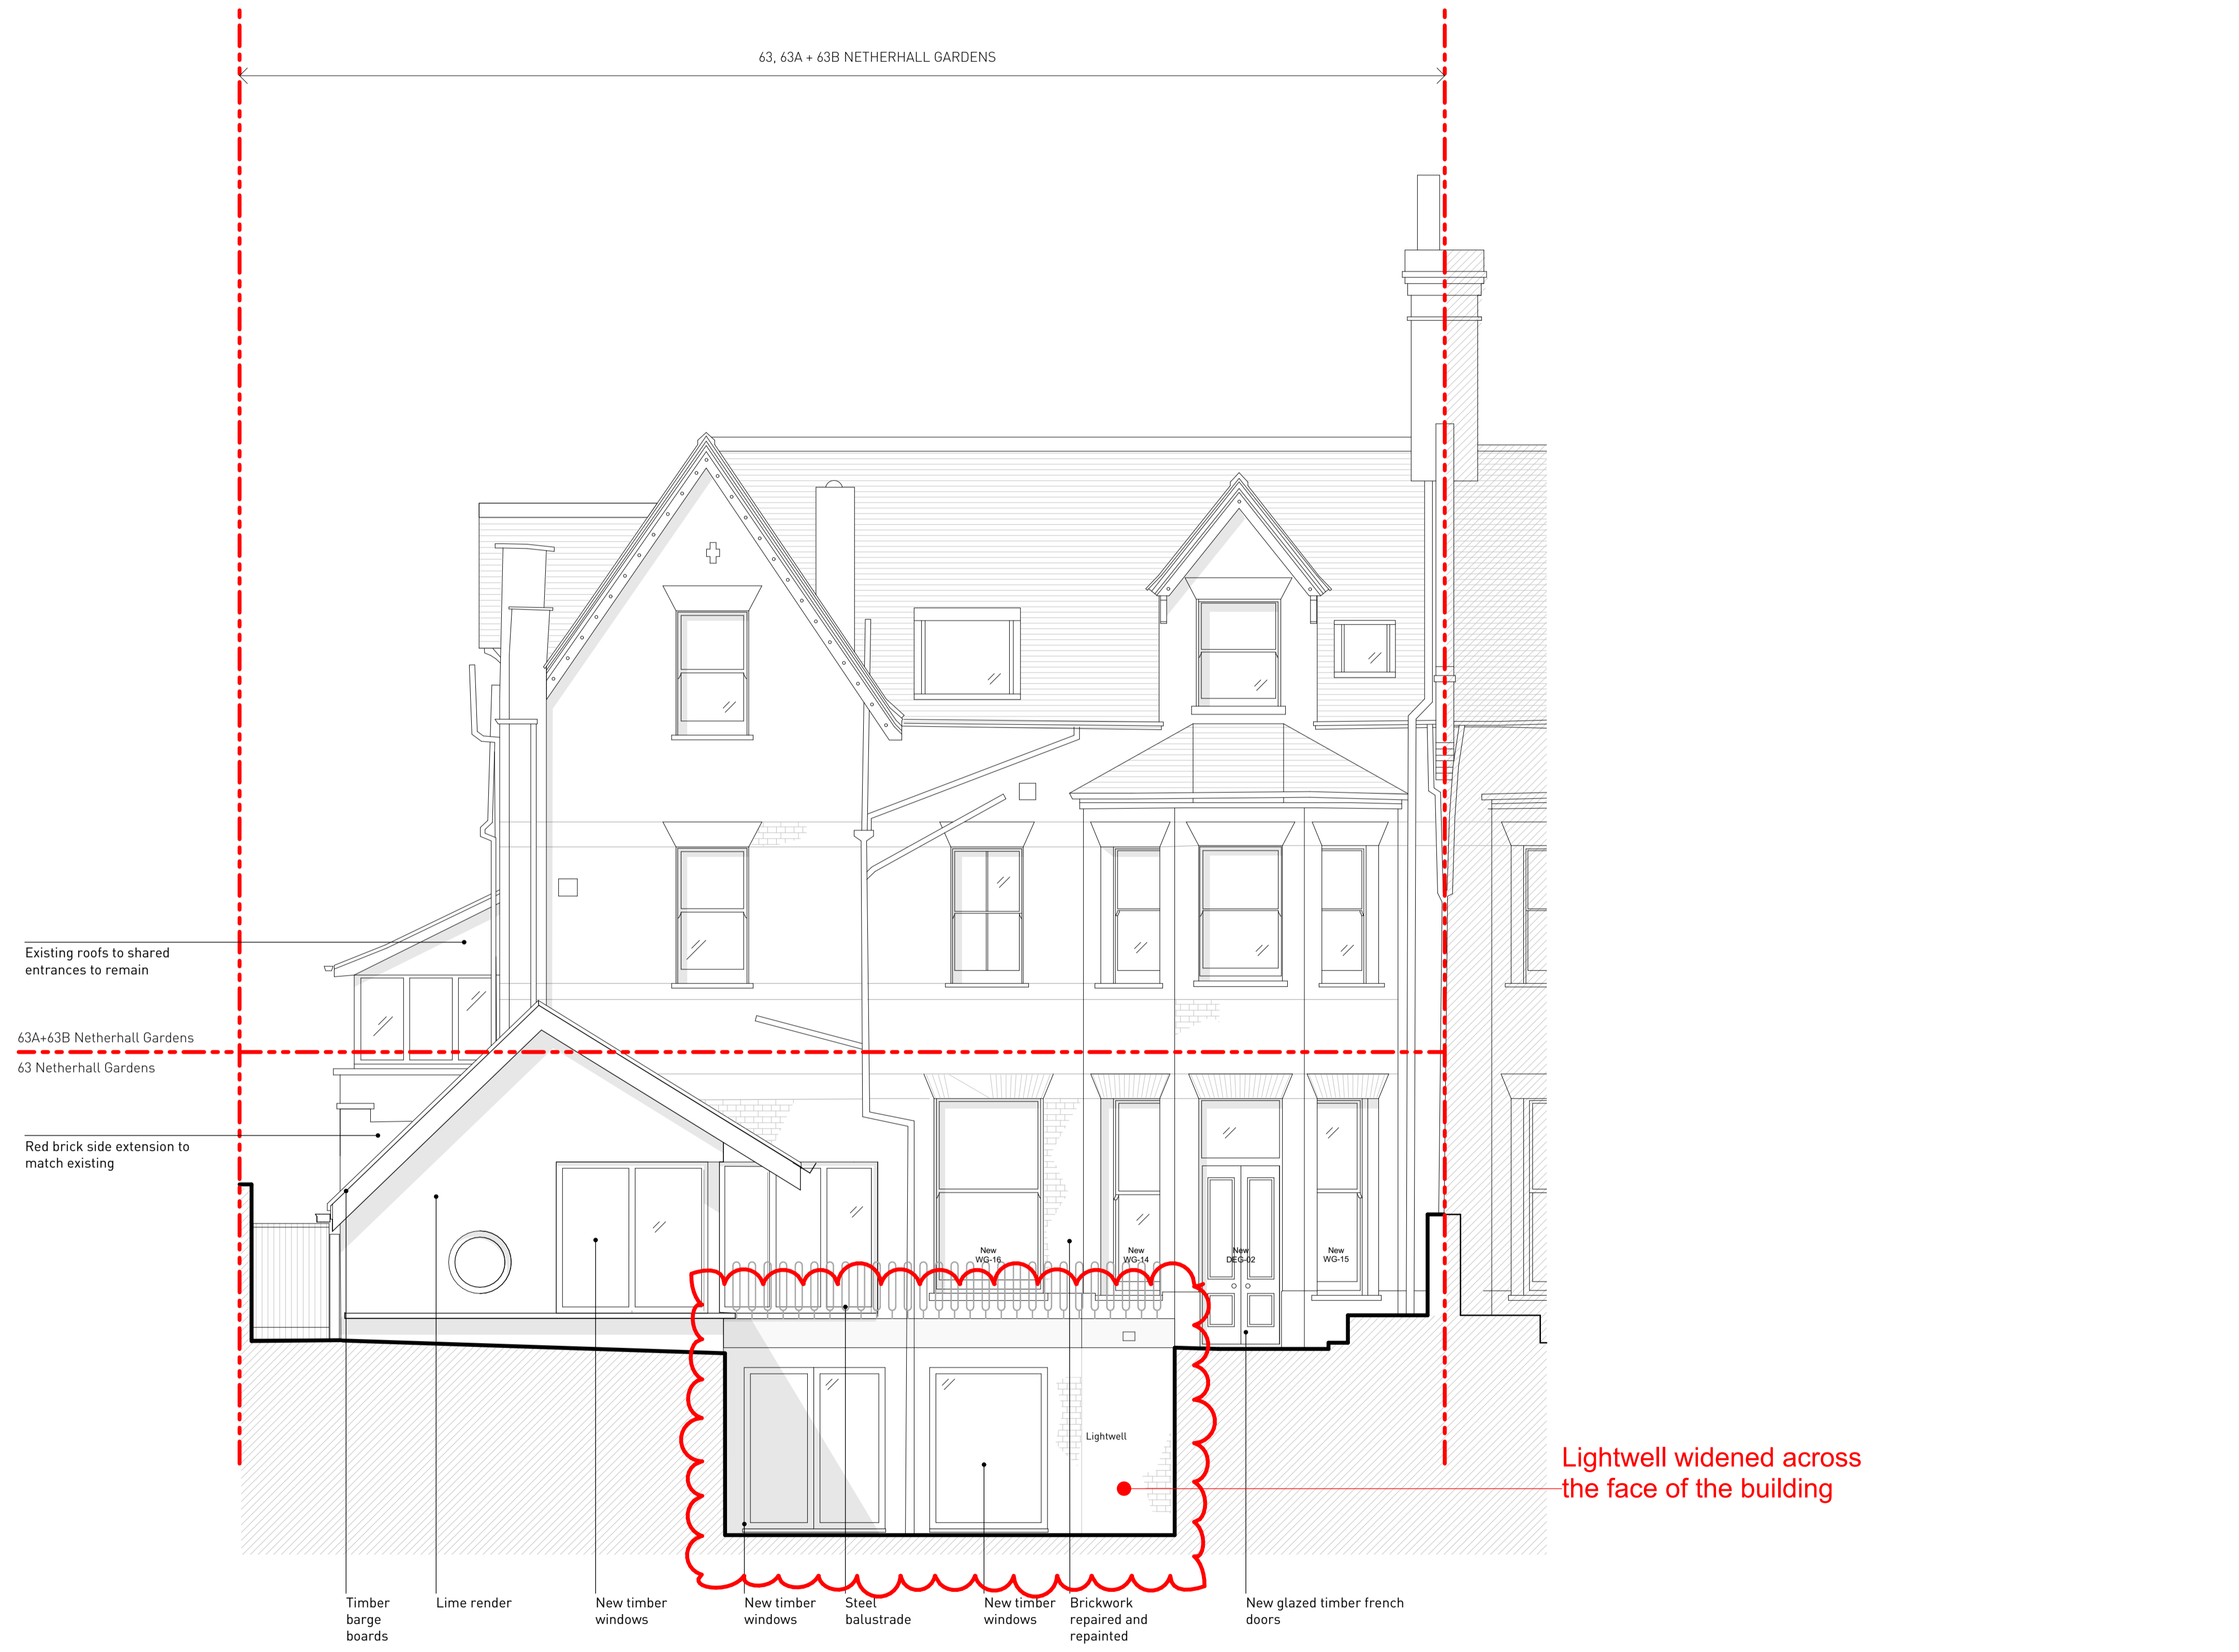 63, 63A + 63B NETHERHALL GARDENS
Existing roofs to shared
entrances to remain
63A+63B Netherhall Gardens
63 Netherhall Gardens
Red brick side extension to
match existing
New
WG-16
New
WG-14
New
DEG-02
New
WG-15
Lightwell
Lightwell widened across
the face of the building
Timber
barge
boards
Lime render
New timber
windows
New timber
windows
Steel
balustrade
New timber
windows
Brickwork
repaired and
repainted
New glazed timber french
doors